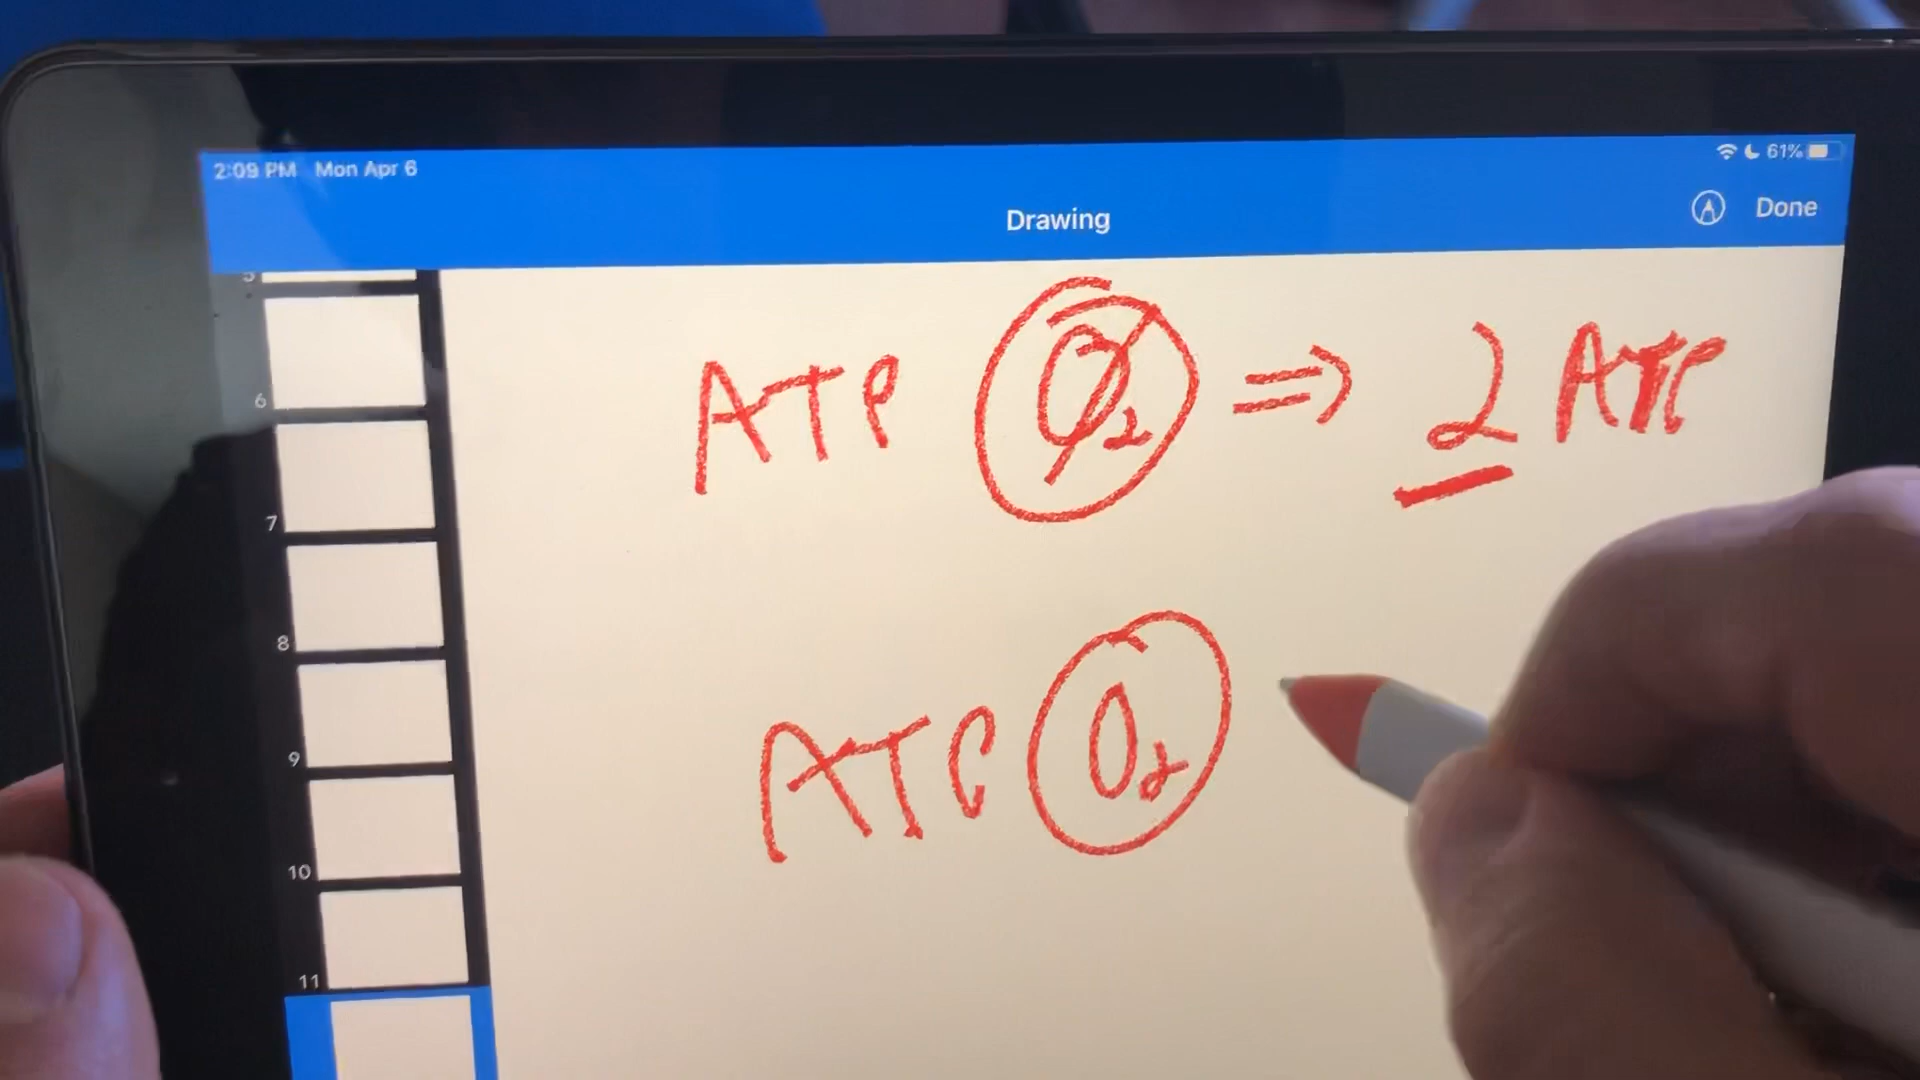 2:09 PM Mon Apr 6
61%
Drawing
Done
5
6
7
8
9
10
11
ATP O2 => 2 ATP
ATP O2